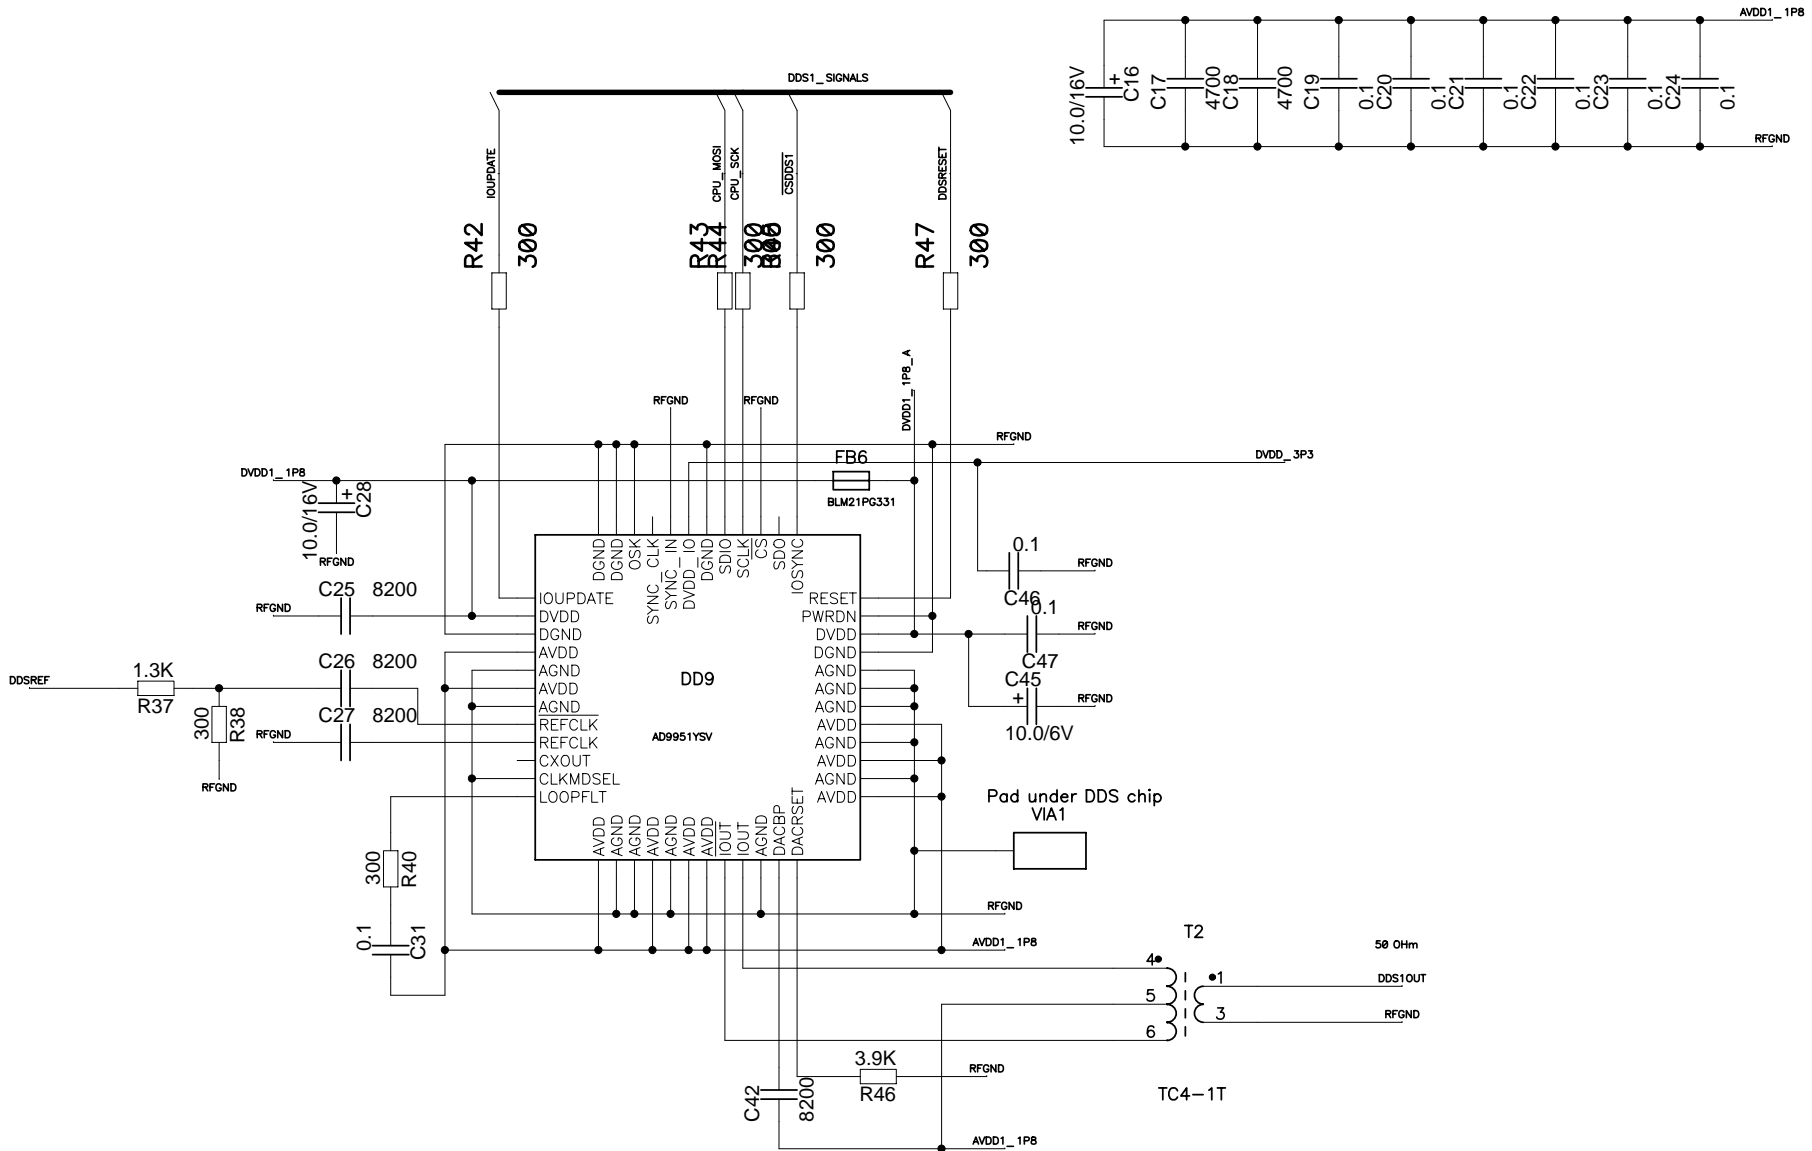 AVDD1_1P8
10.0/16V
C16
C17
4700
C18
4700
C19
0.1
C20
0.1
C21
0.1
C22
0.1
C23
0.1
C24
0.1
RFGND
DDS1_SIGNALS
IOUPDATE
CPU_MOSI
CPU_SCK
CSDDS1
DDSRESET
R42
300
R43
R44
300
300
R47
300
DVDD1_1P8_A
RFGND
RFGND
RFGND
DVDD_3P3
FB6
BLM21PG331
DVDD1_1P8
10.0/16V
C28
RFGND
DGND
DGND
OSK
SYNC_CLK
SYNC_IN
DVDD_IO
DGND
SDIO
SCLK
CS
SDO
IOSYNC
0.1
RFGND
C46
C25 8200
RFGND
IOUPDATE
DVDD
DGND
AVDD
AGND
AVDD
AGND
REFCLK
REFCLK
CXOUT
CLKMDSEL
LOOPFLT
RESET
PWRDN
DVDD
DGND
AGND
AGND
AGND
AVDD
AGND
AVDD
AGND
AVDD
DD9
AD9951YSV
0.1
RFGND
C47
C45
RFGND
10.0/6V
C26 8200
DDSREF
1.3K
R37
300
R38
RFGND
C27 8200
RFGND
Pad under DDS chip
VIA1
AVDD
AGND
AGND
AVDD
AGND
AVDD
AVDD
IOUT
IOUT
AGND
DACBP
DACRSET
300
R40
0.1
C31
RFGND
AVDD1_1P8
T2
50 OHm
4
5
6
1
3
DDS1OUT
RFGND
TC4-1T
3.9K
R46
RFGND
C42
8200
AVDD1_1P8